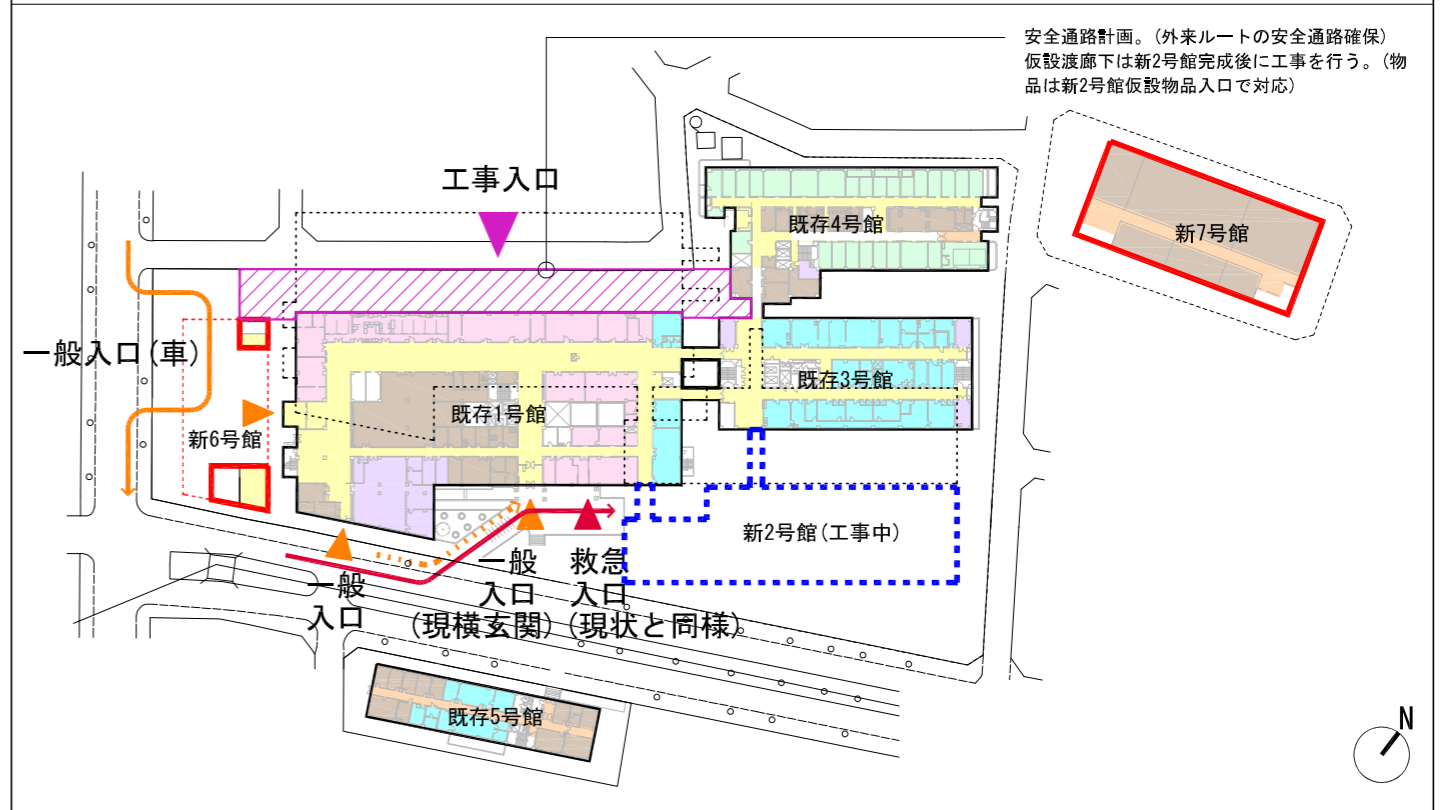 安全通路計画。(外来ルートの安全通路確保)
仮設渡廊下は新2号館完成後に工事を行う。(物
品は新2号館仮設物品入口で対応)
工事入口
既存4号館
新7号館
一般入口(車)
既存3号館
既存1号館
新6号館
新2号館(工事中)
一般
入口
一般
入口
(現横玄関)
救急
入口
(現状と同様)
既存5号館
N